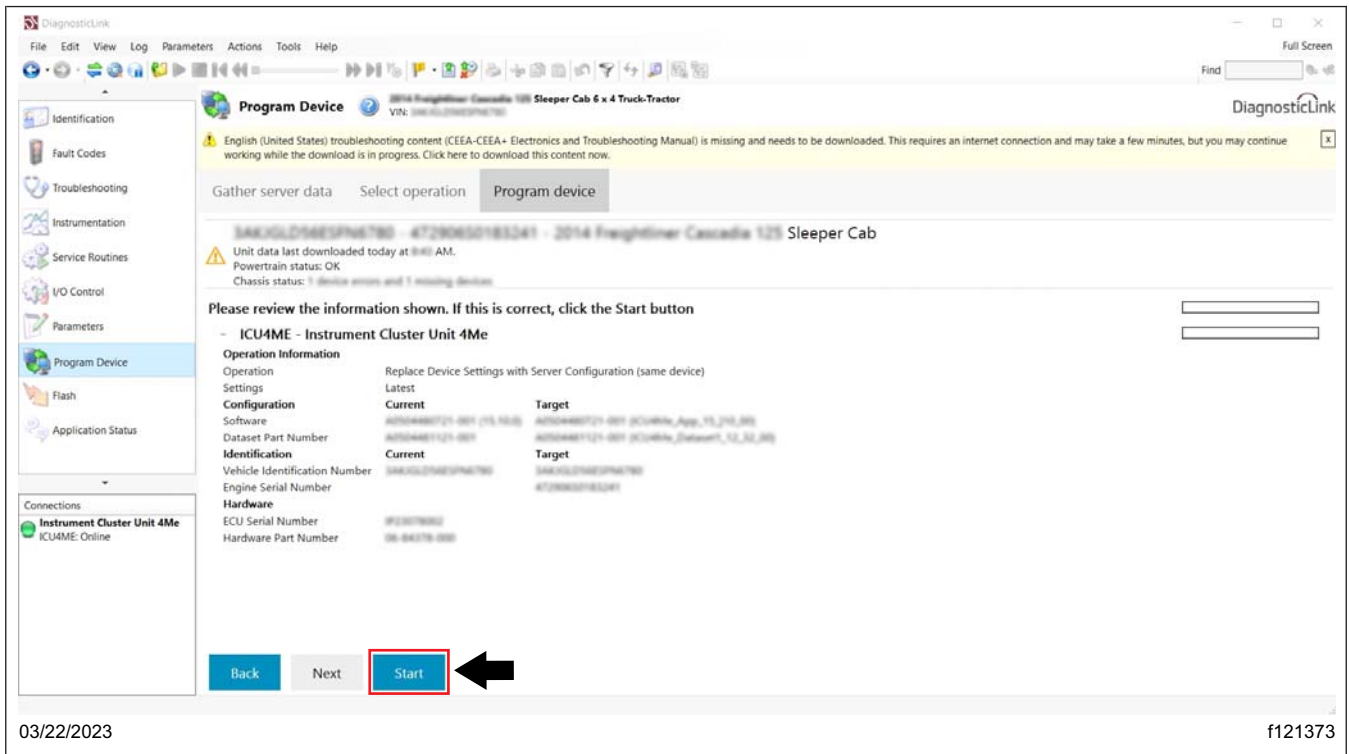 DiagnosticLink
File Edit View Log Parameters Actions Tools Help
Full Screen
Find
Identification
Fault Codes
Troubleshooting
Instrumentation
Service Routines
I/O Control
Parameters
Program Device
Flash
Application Status
Connections
Instrument Cluster Unit 4Me
ICU4ME: Online
Program Device
Sleeper Cab 6 x 4 Truck-Tractor
VIN:
DiagnosticLink
English (United States) troubleshooting content (CEEA-CEEA+ Electronics and Troubleshooting Manual) is missing and needs to be downloaded. This requires an internet connection and may take a few minutes, but you may continue
working while the download is in progress. Click here to download this content now.
x
Gather server data Select operation Program device
Sleeper Cab
Unit data last downloaded today at AM.
Powertrain status: OK
Chassis status:
Please review the information shown. If this is correct, click the Start button
- ICU4ME - Instrument Cluster Unit 4Me
Operation Information
Operation Replace Device Settings with Server Configuration (same device)
Settings Latest
Configuration Current Target
Software
Dataset Part Number
Identification Current Target
Vehicle Identification Number
Engine Serial Number
Hardware
ECU Serial Number
Hardware Part Number
Back Next Start
03/22/2023
f121373